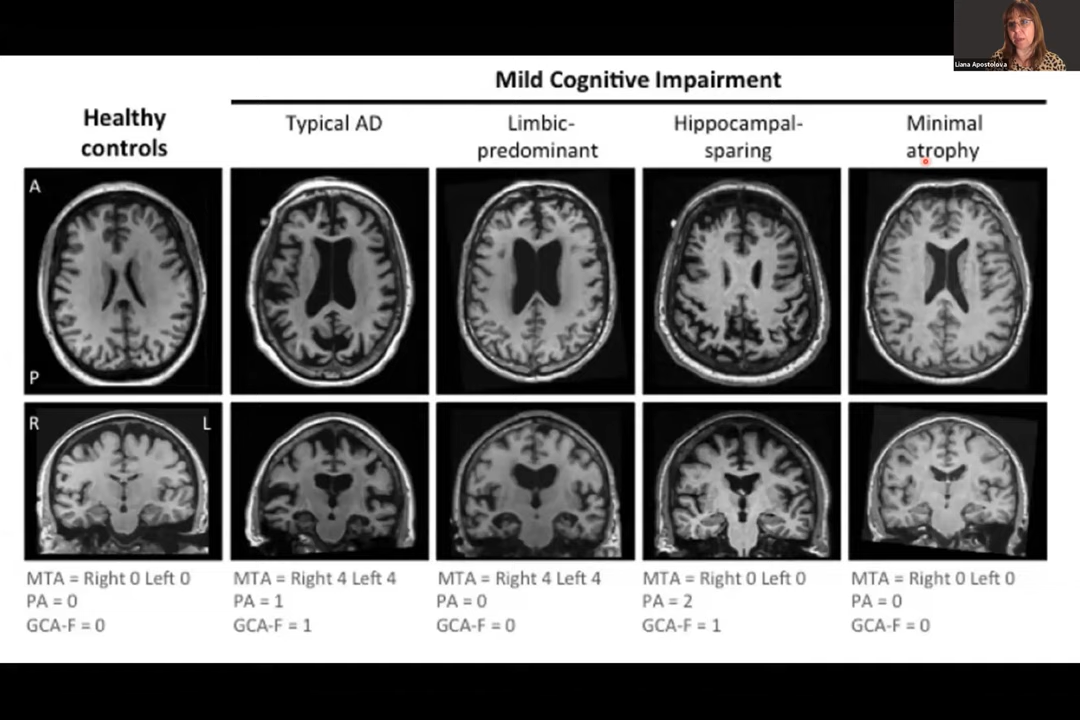 Liana Apostolova
Mild Cognitive Impairment
Healthy
controls
Typical AD
Limbic-
predominant
Hippocampal-
sparing
Minimal
atrophy
A
P
R L
MTA = Right 0 Left 0
PA = 0
GCA-F = 0
MTA = Right 4 Left 4
PA = 1
GCA-F = 1
MTA = Right 4 Left 4
PA = 0
GCA-F = 0
MTA = Right 0 Left 0
PA = 2
GCA-F = 1
MTA = Right 0 Left 0
PA = 0
GCA-F = 0